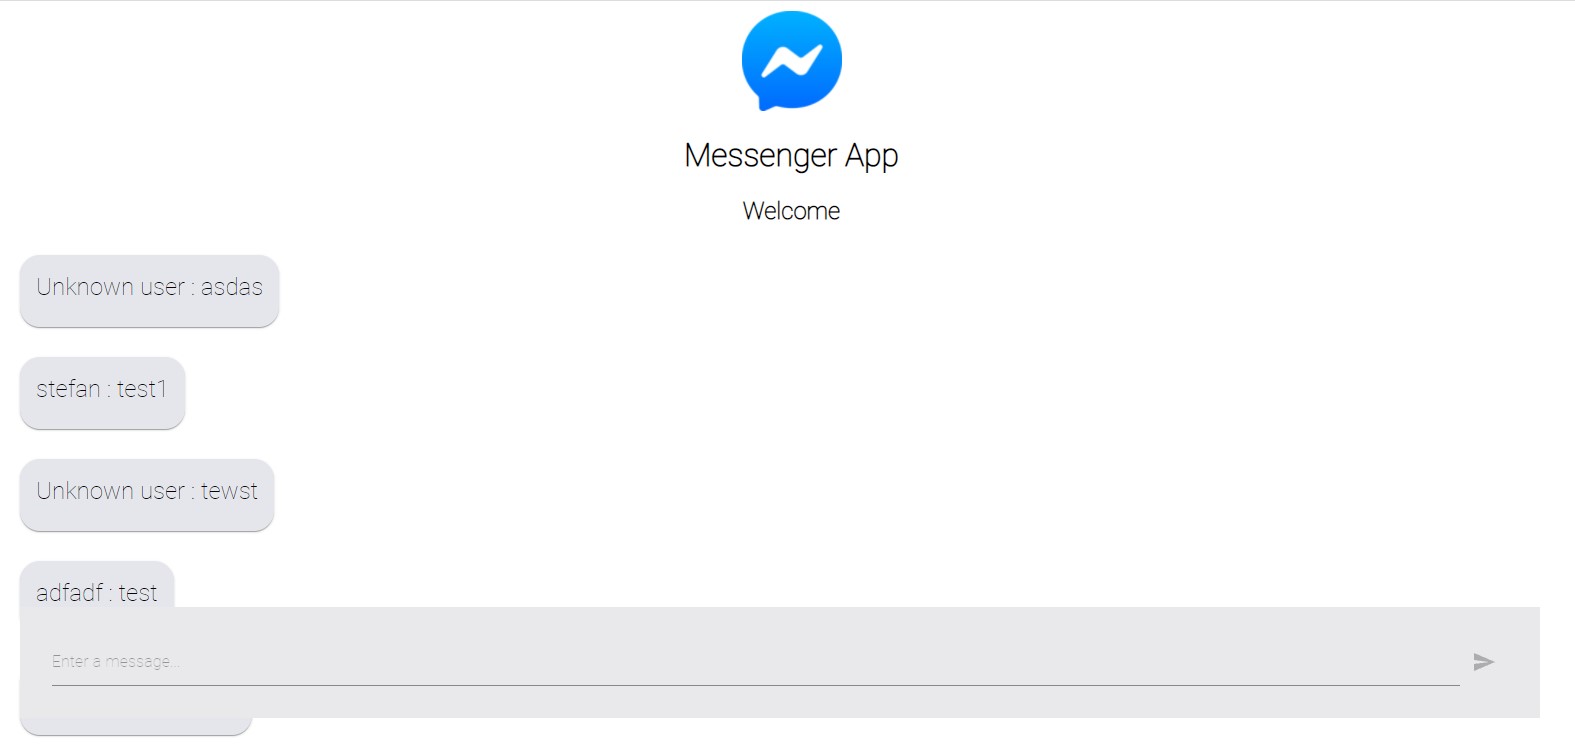 Messenger App
Welcome
Unknown user : asdas
stefan : test1
Unknown user : tewst
adfadf : test
Enter a message...